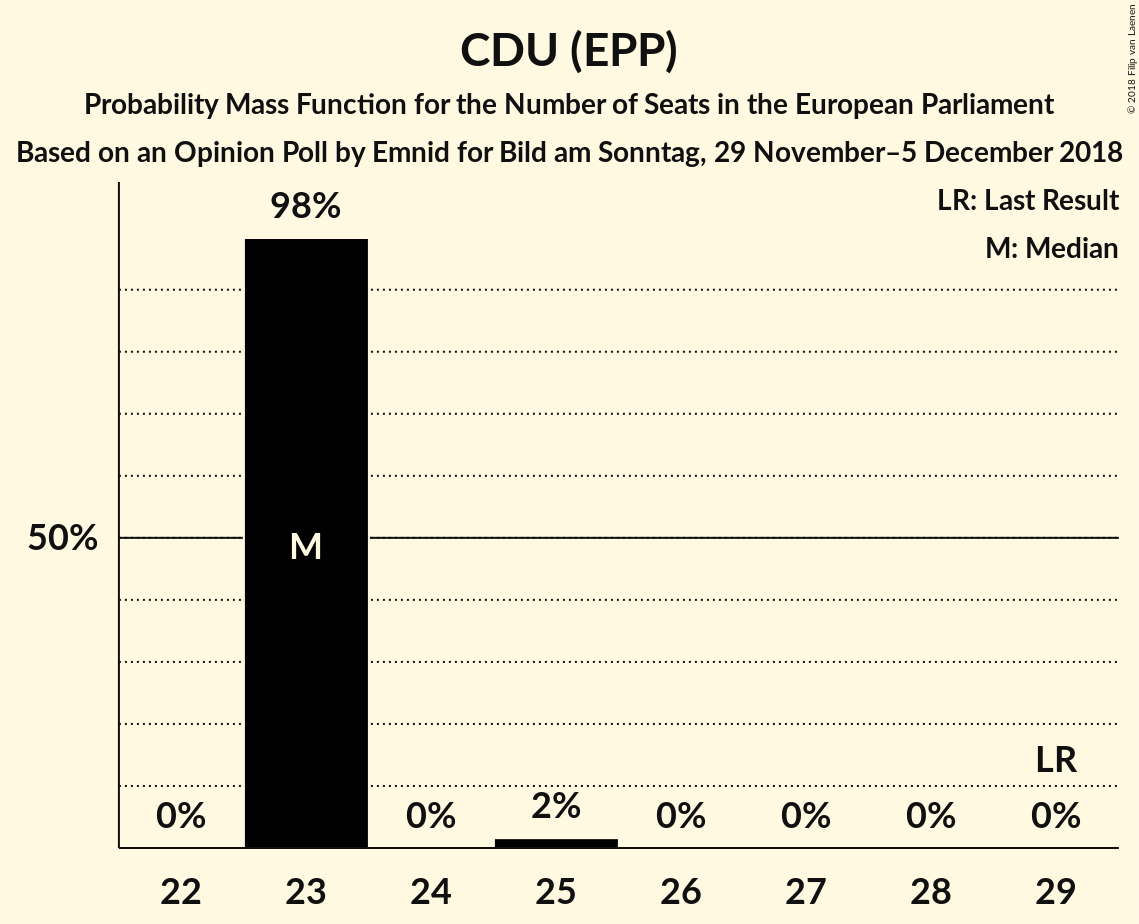 CDU (EPP)
Probability Mass Function for the Number of Seats in the European Parliament
Based on an Opinion Poll by Emnid for Bild am Sonntag, 29 November–5 December 2018
© 2018 Filip van Laenen
LR: Last Result
M: Median
98%
50%
M
LR
0% 0% 2% 0% 0% 0% 0%
22 23 24 25 26 27 28 29